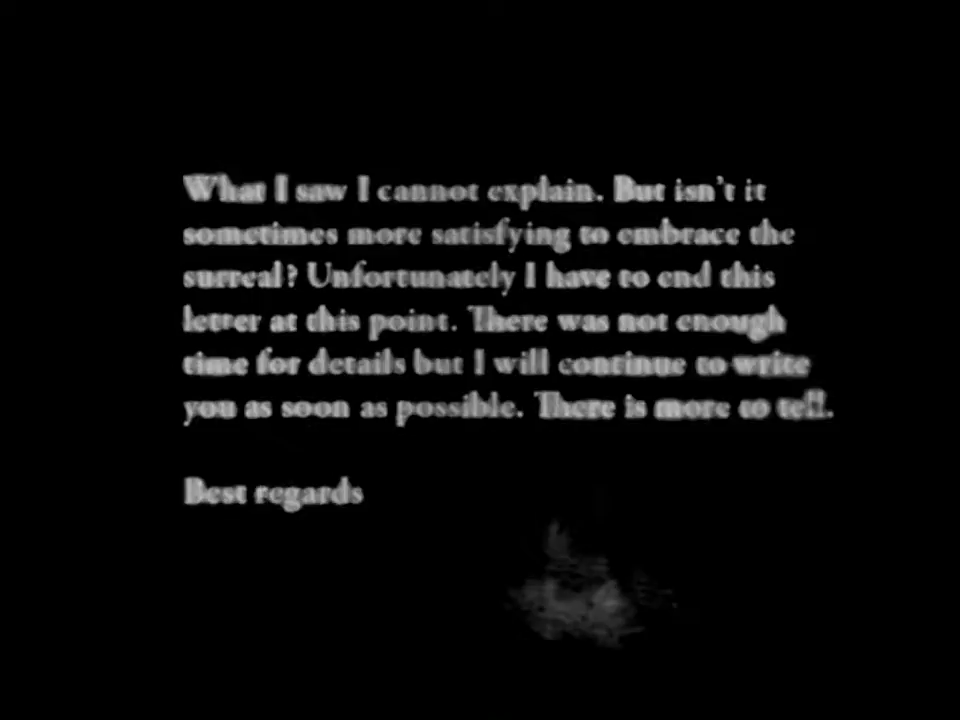 What I saw I cannot explain. But isn't it
sometimes more satisfying to embrace the
surreal? Unfortunately I have to end this
letter at this point. There was not enough
time for details but I will continue to write
you as soon as possible. There is more to tell.
Best regards